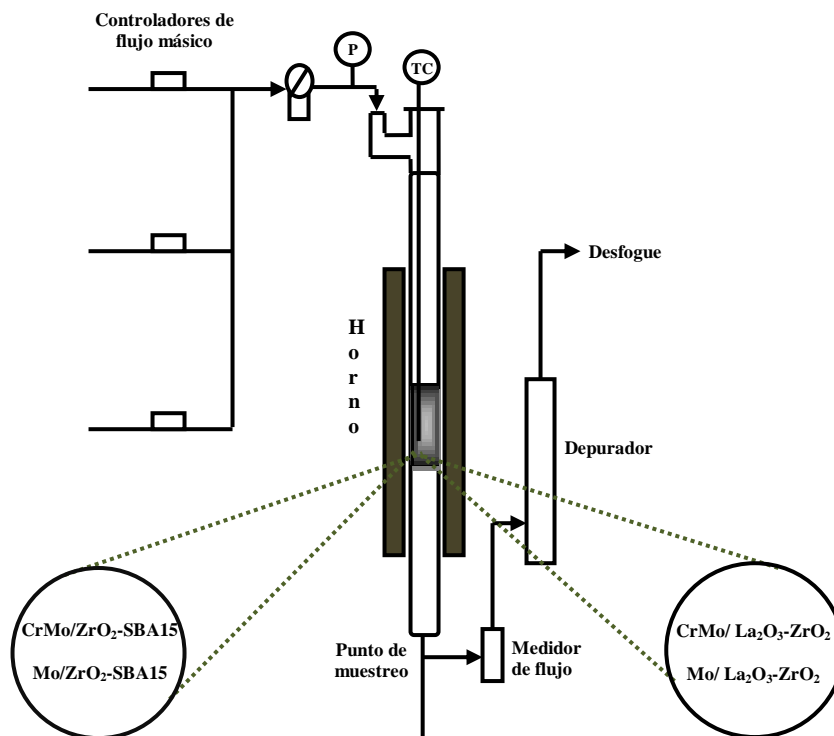 Controladores de
flujo másico
P
TC
Desfogue
H
o
r
n
o
Depurador
CrMo/ZrO₂-SBA15
Mo/ZrO₂-SBA15
Punto de
muestreo
Medidor
de flujo
CrMo/ La₂O₃-ZrO₂
Mo/ La₂O₃-ZrO₂